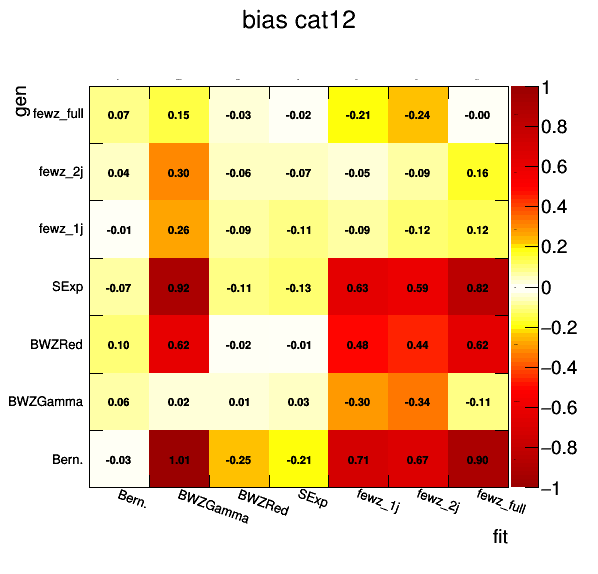 bias cat12
gen
fewz_full 0.07 0.15 -0.03 -0.02 -0.21 -0.24 -0.00
fewz_2j 0.04 0.30 -0.06 -0.07 -0.05 -0.09 0.16
fewz_1j -0.01 0.26 -0.09 -0.11 -0.09 -0.12 0.12
SExp -0.07 0.92 -0.11 -0.13 0.63 0.59 0.82
BWZRed 0.10 0.62 -0.02 -0.01 0.48 0.44 0.62
BWZGamma 0.06 0.02 0.01 0.03 -0.30 -0.34 -0.11
Bern. -0.03 1.01 -0.25 -0.21 0.71 0.67 0.90
Bern. BWZGamma BWZRed SExp fewz_1j fewz_2j fewz_full
fit
1
0.8
0.6
0.4
0.2
0
−0.2
−0.4
−0.6
−0.8
−1